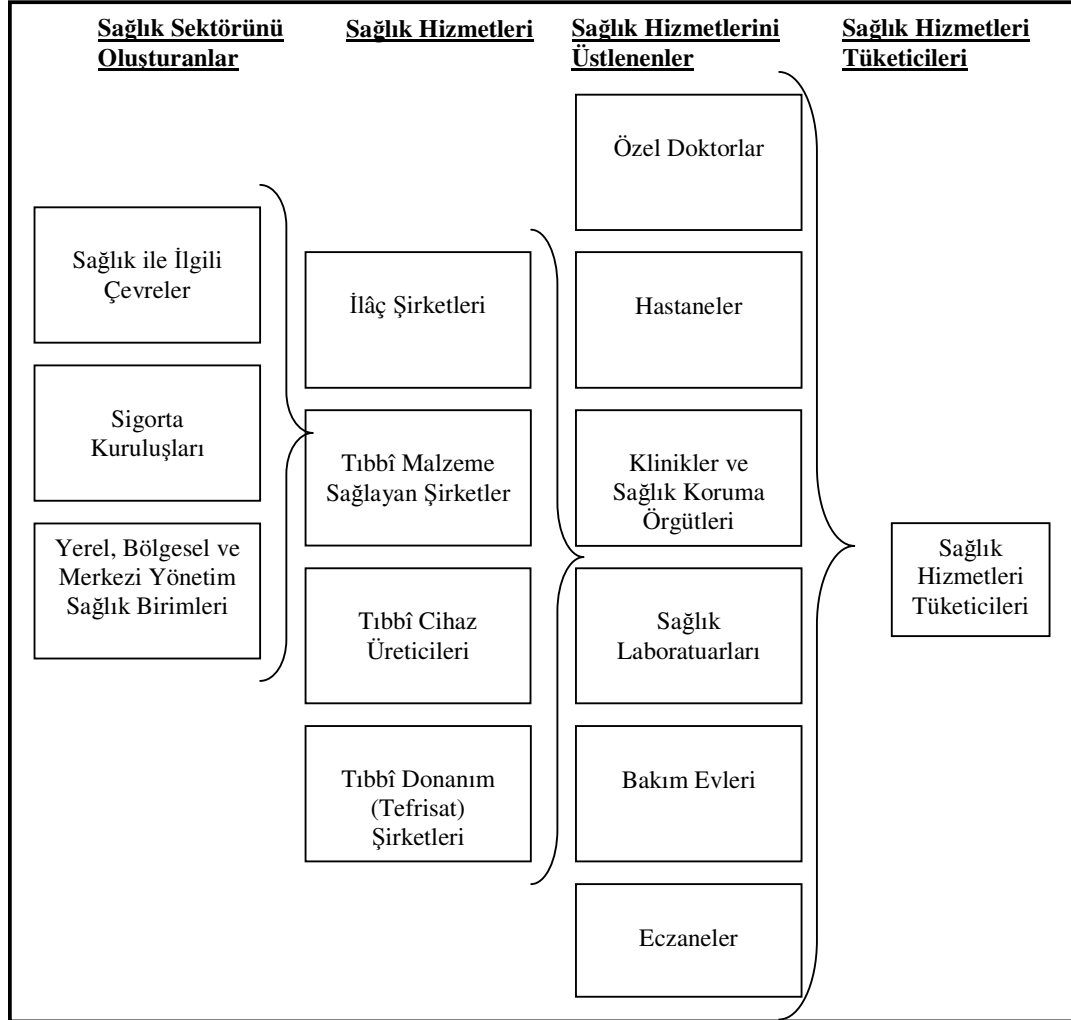 Sağlık Sektörünü
Oluşturanlar
Sağlık Hizmetleri
Sağlık Hizmetlerini
Üstlenenler
Sağlık Hizmetleri
Tüketicileri
Sağlık ile İlgili
Çevreler
Sigorta
Kuruluşları
Yerel, Bölgesel ve
Merkezi Yönetim
Sağlık Birimleri
İlâç Şirketleri
Tıbbî Malzeme
Sağlayan Şirketler
Tıbbî Cihaz
Üreticileri
Tıbbî Donanım
(Tefrisat)
Şirketleri
Özel Doktorlar
Hastaneler
Klinikler ve
Sağlık Koruma
Örgütleri
Sağlık
Laboratuarları
Bakım Evleri
Eczaneler
Sağlık
Hizmetleri
Tüketicileri